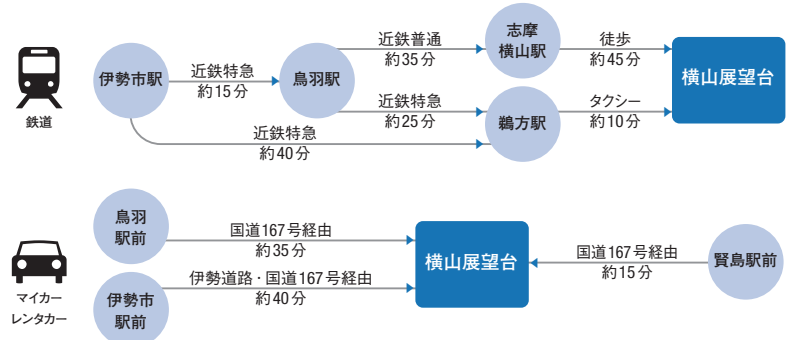 鉄道
伊勢市駅
近鉄特急
約15分
鳥羽駅
近鉄普通
約35分
志摩
横山駅
徒歩
約45分
近鉄特急
約25分
近鉄特急
約40分
鵜方駅
タクシー
約10分
横山展望台
マイカー
レンタカー
鳥羽
駅前
国道167号経由
約35分
伊勢市
駅前
伊勢道路・国道167号経由
約40分
横山展望台
国道167号経由
約15分
賢島駅前